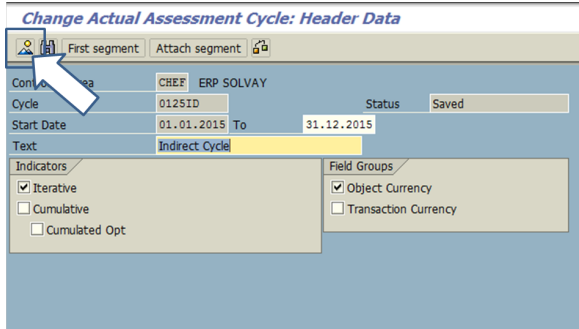 Change Actual Assessment Cycle: Header Data
First segment Attach segment
CHEF ERP SOLVAY
Cycle 0125ID Status Saved
Start Date 01.01.2015 To 31.12.2015
Text Indirect Cycle
Indicators Field Groups
Iterative Object Currency
Cumulative Transaction Currency
Cumulated Opt